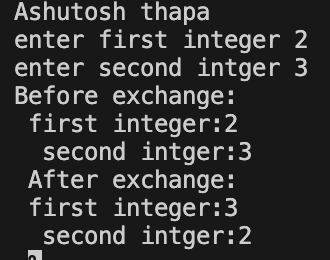 Ashutosh thapa
enter first integer 2
enter second intger 3
Before exchange:
first integer:2
second intger:3
After exchange:
first integer:3
second intger:2